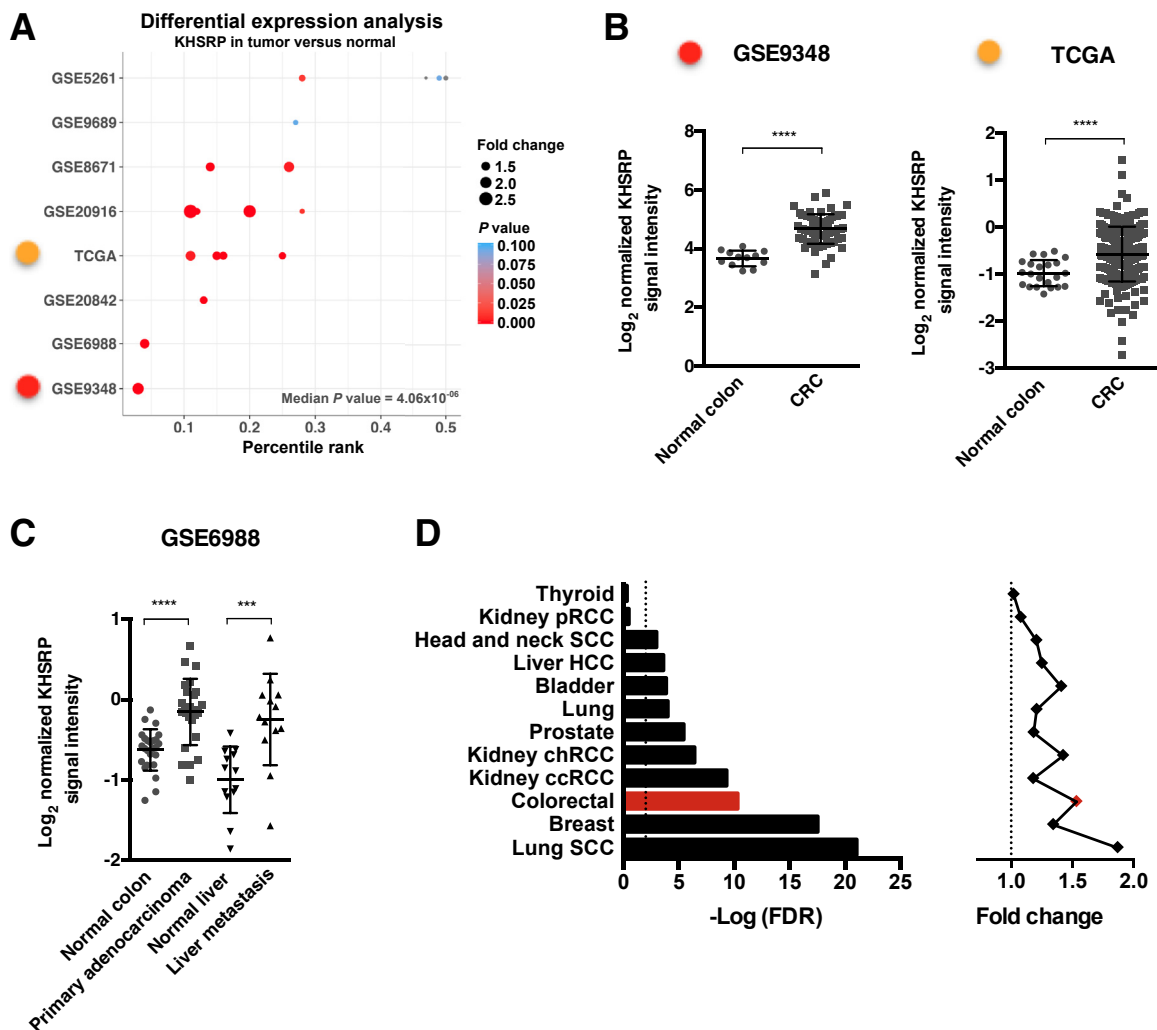 A
Differential expression analysis
KHSRP in tumor versus normal
GSE5261
GSE9689
GSE8671
GSE20916
TCGA
GSE20842
GSE6988
GSE9348
Median P value = 4.06x10-06
0.1 0.2 0.3 0.4 0.5
Percentile rank
Fold change
1.5
2.0
2.5
P value
0.100
0.075
0.050
0.025
0.000
B
GSE9348
Log2 normalized KHSRP
signal intensity
8
6
4
2
0
****
Normal colon
CRC
TCGA
Log2 normalized KHSRP
signal intensity
2
1
-0
-1
-2
-3
****
Normal colon
CRC
C
GSE6988
Log2 normalized KHSRP
signal intensity
1
0
-1
-2
****
***
Normal colon
Primary adenocarcinoma
Normal liver
Liver metastasis
D
Thyroid
Kidney pRCC
Head and neck SCC
Liver HCC
Bladder
Lung
Prostate
Kidney chRCC
Kidney ccRCC
Colorectal
Breast
Lung SCC
0 5 10 15 20 25
-Log (FDR)
1.0 1.5 2.0
Fold change